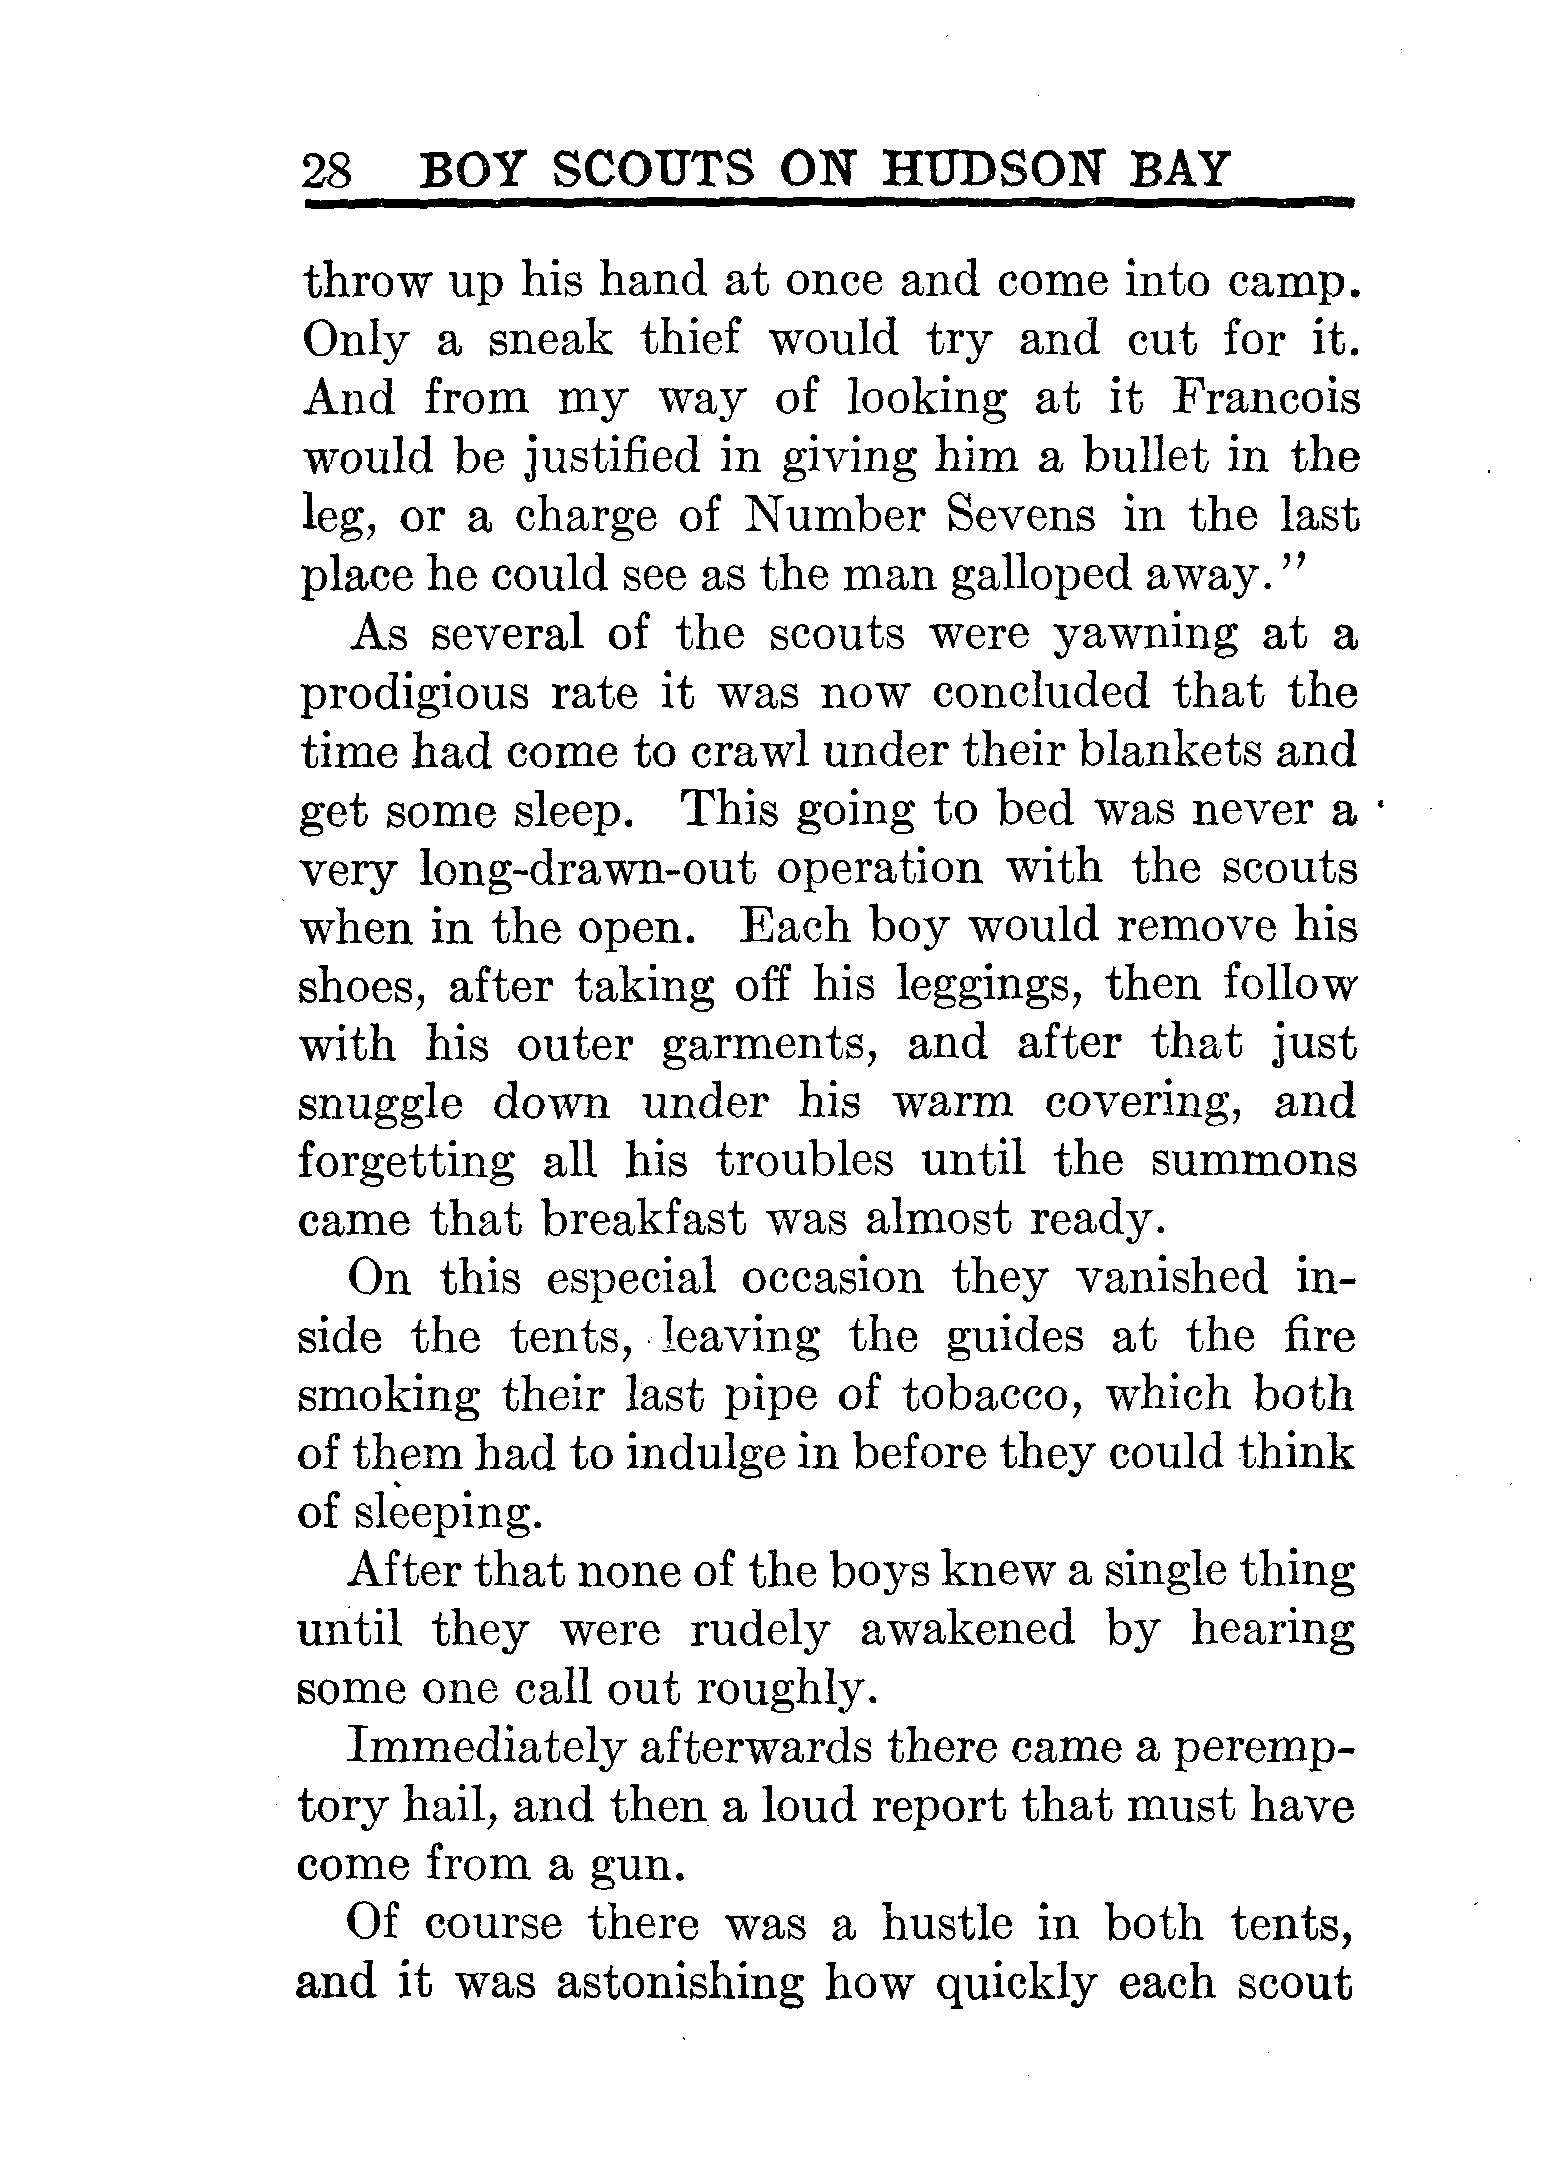 28 BOY SCOUTS ON HUDSON BAY
throw up his hand at once and come into camp.
Only a sneak thief would try and cut for it.
And from my way of looking at it Francois
would be justified in giving him a bullet in the
leg, or a charge of Number Sevens in the last
place he could see as the man galloped away."
As several of the scouts were yawning at a
prodigious rate it was now concluded that the
time had come to crawl under their blankets and
get some sleep. This going to bed was never a
very long-drawn-out operation with the scouts
when in the open. Each boy would remove his
shoes, after taking off his leggings, then follow
with his outer garments, and after that just
snuggle down under his warm covering, and
forgetting all his troubles until the summons
came that breakfast was almost ready.
On this especial occasion they vanished in-
side the tents, leaving the guides at the fire
smoking their last pipe of tobacco, which both
of them had to indulge in before they could think
of sleeping.
After that none of the boys knew a single thing
until they were rudely awakened by hearing
some one call out roughly.
Immediately afterwards there came a peremp-
tory hail, and then a loud report that must have
come from a gun.
Of course there was a hustle in both tents,
and it was astonishing how quickly each scout